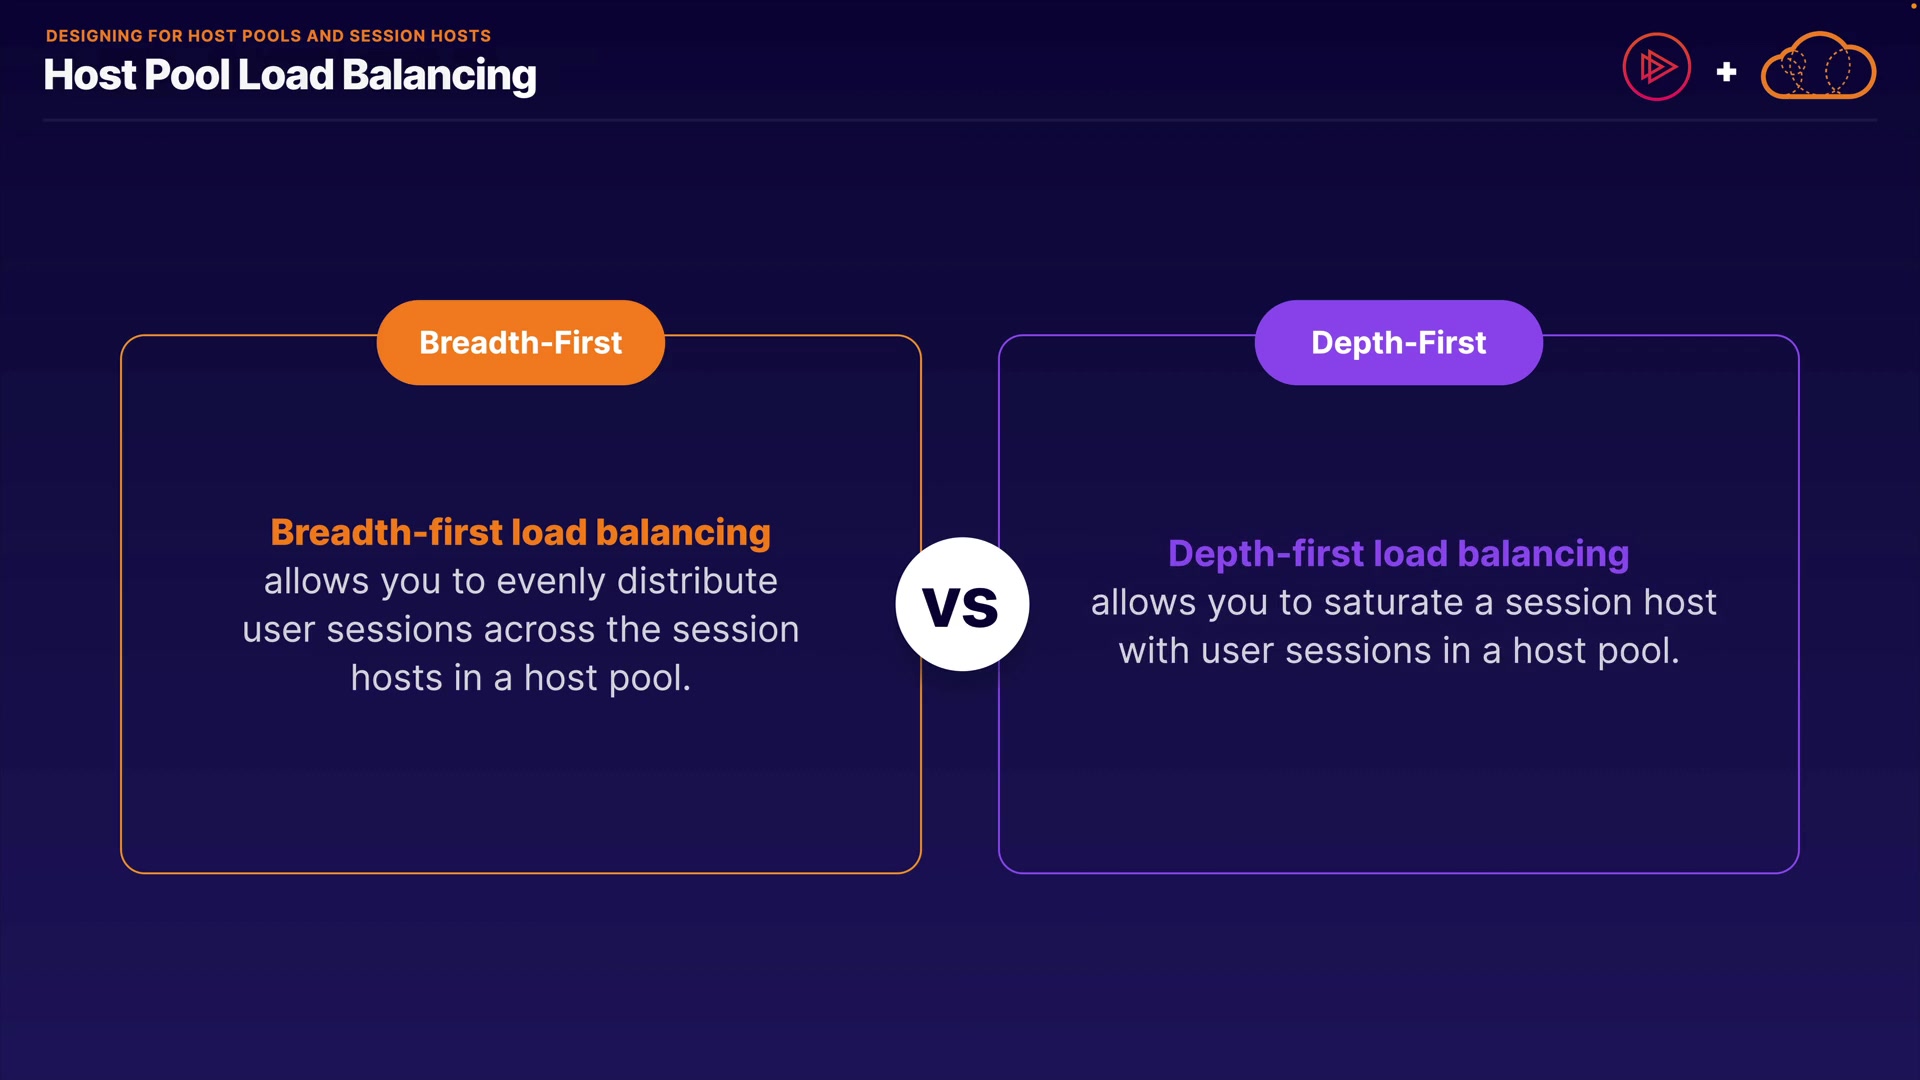 DESIGNING FOR HOST POOLS AND SESSION HOSTS
Host Pool Load Balancing
Breadth-First
Breadth-first load balancing
allows you to evenly distribute
user sessions across the session
hosts in a host pool.
VS
Depth-First
Depth-first load balancing
allows you to saturate a session host
with user sessions in a host pool.